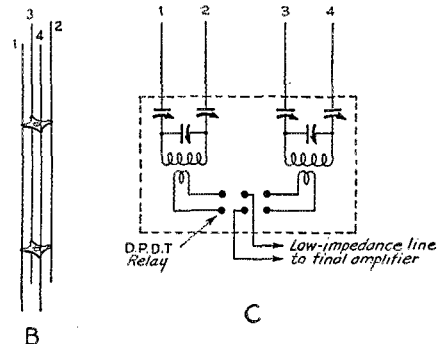 3
1
4
2
1
2
3
4
D.P.D.T
Relay
Low-impedance line
to final amplifier
B
C